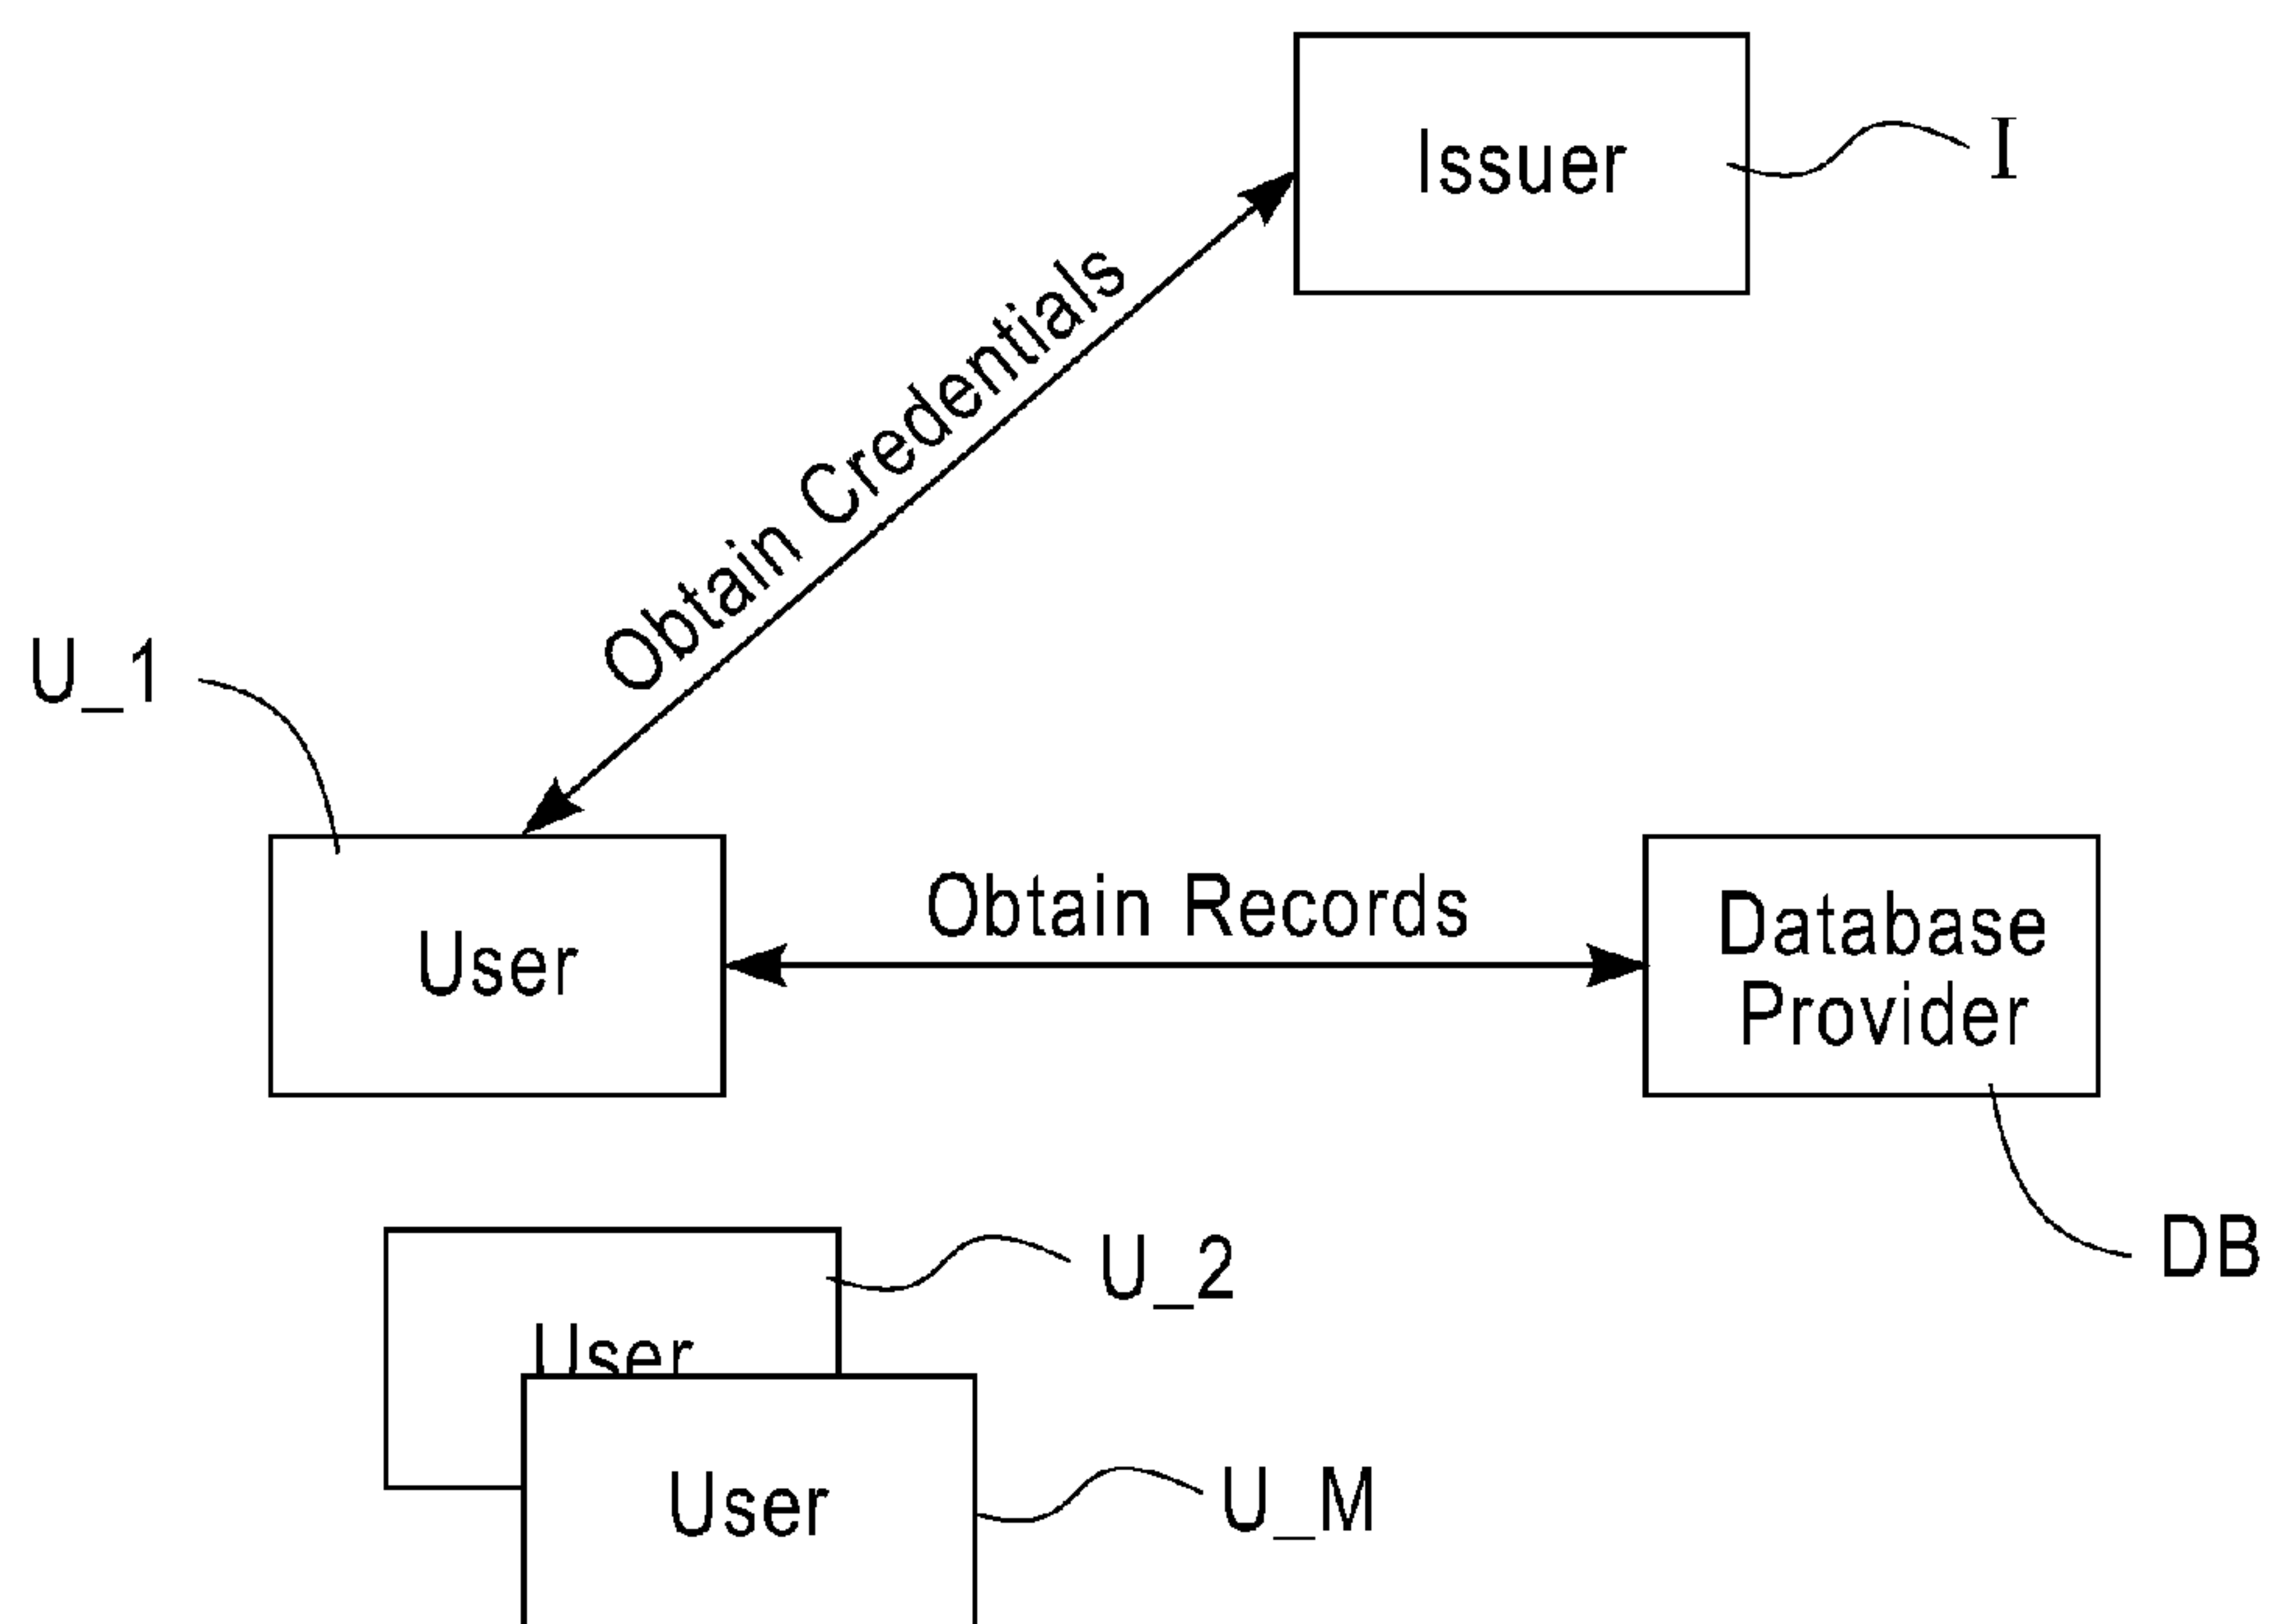 Issuer
I
Obtain Credentials
U_1
User
Obtain Records
Database
Provider
DB
U_2
User
User
U_M